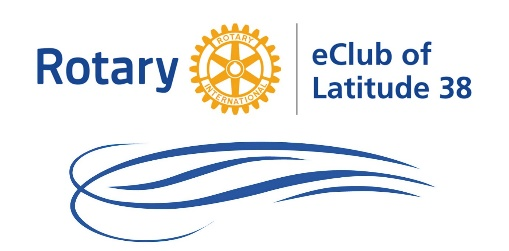 Rotary
ROTARY
INTERNATIONAL
eClub of
Latitude 38